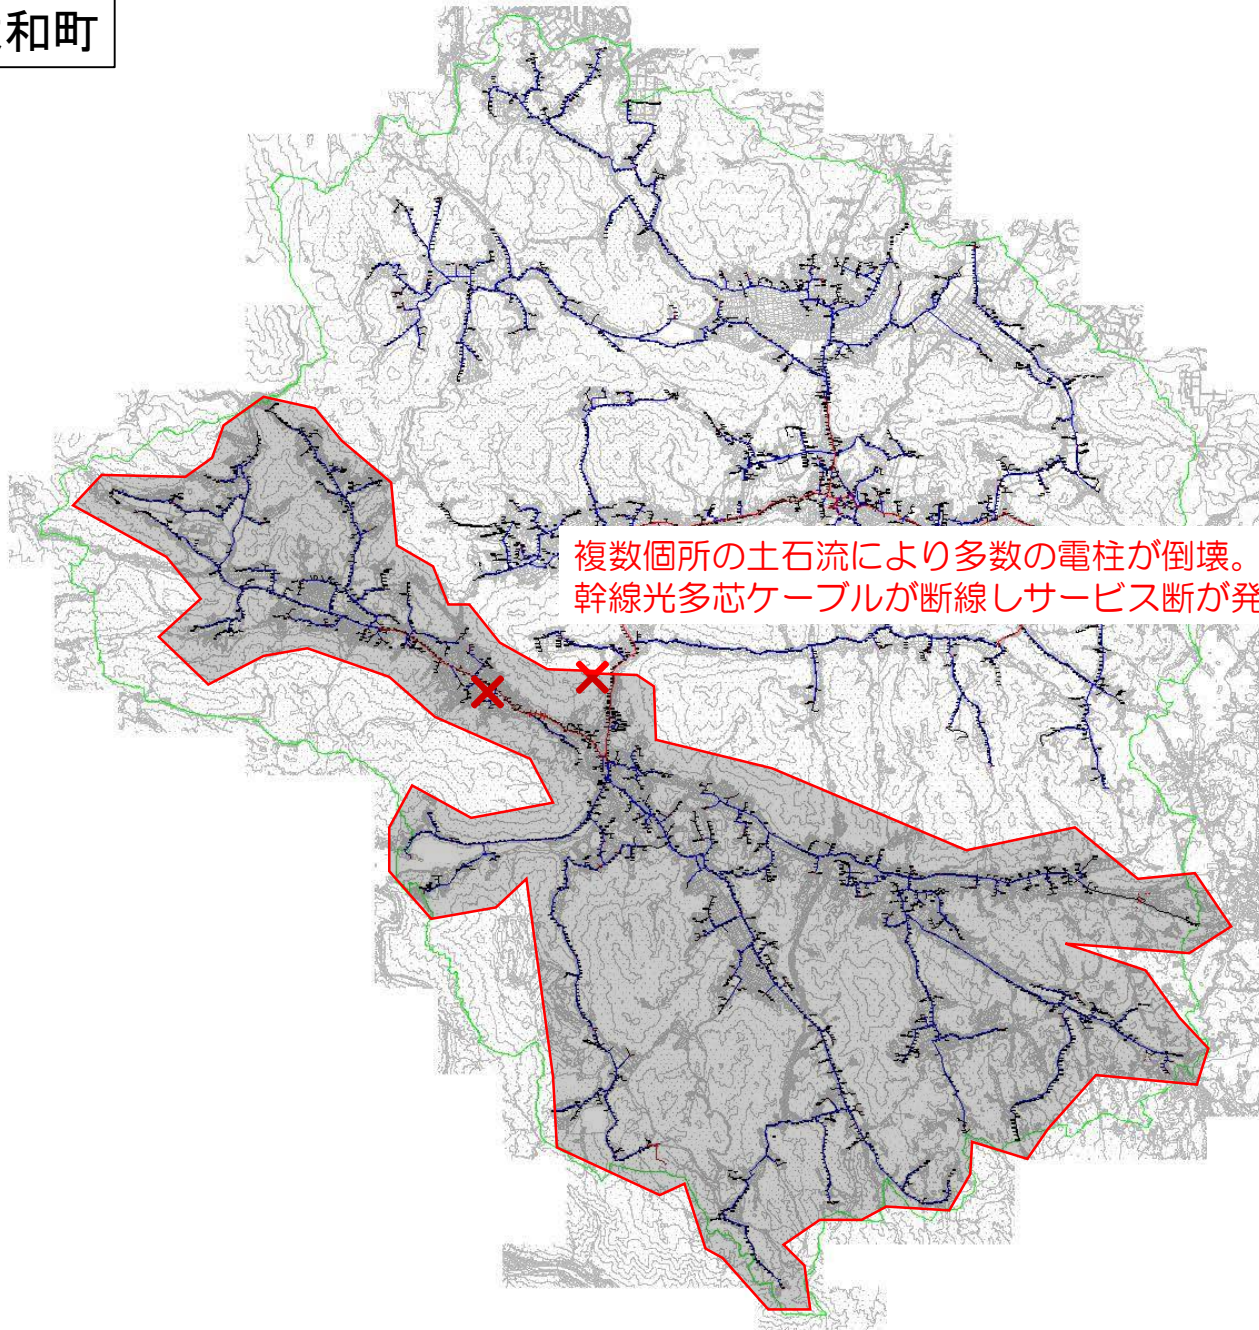 和町
複数個所の土石流により多数の電柱が倒壊。
幹線光多芯ケーブルが断線しサービス断が発